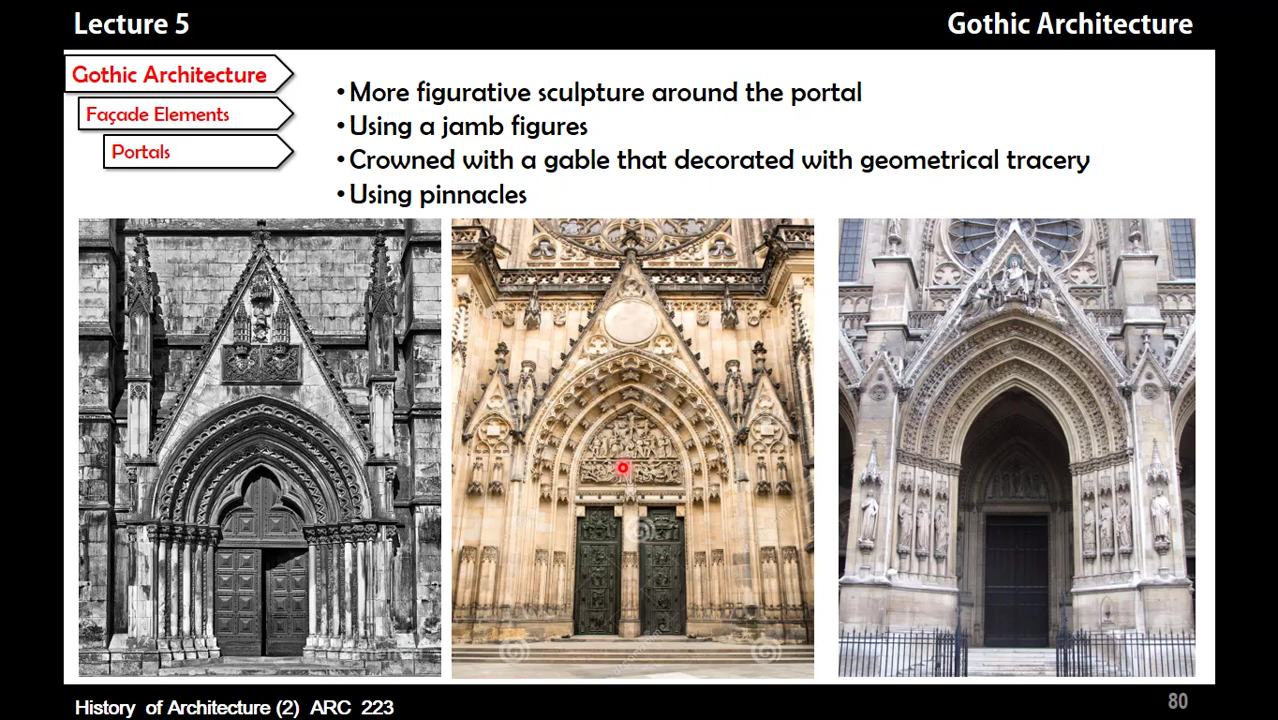 Lecture 5
Gothic Architecture
Gothic Architecture
Façade Elements
Portals
•More figurative sculpture around the portal
•Using a jamb figures
•Crowned with a gable that decorated with geometrical tracery
•Using pinnacles
History of Architecture (2) ARC 223
80